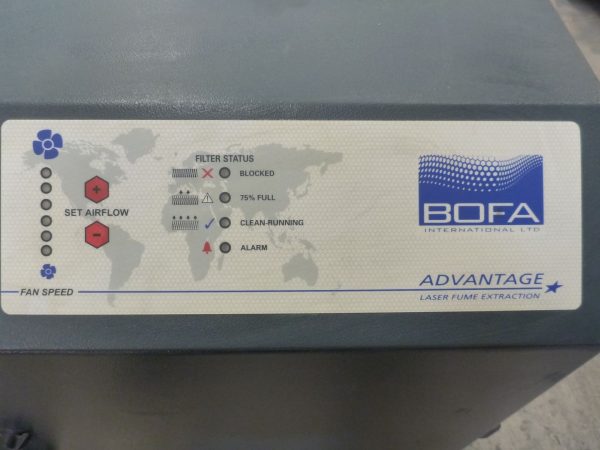 FILTER STATUS
BLOCKED
+
SET AIRFLOW
75% FULL
-
CLEAN-RUNNING
ALARM
FAN SPEED
BOFA
INTERNATIONAL LTD
ADVANTAGE
LASER FUME EXTRACTION